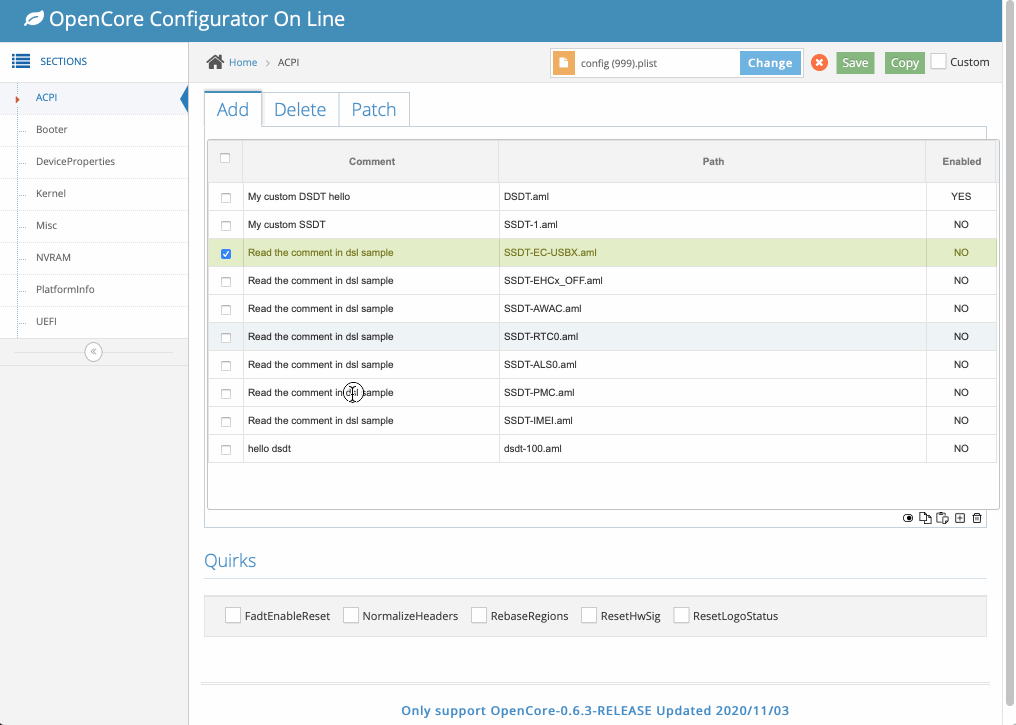 OpenCore Configurator On Line
SECTIONS
ACPI
Booter
DeviceProperties
Kernel
Misc
NVRAM
PlatformInfo
UEFI
Home > ACPI
config (999).plist Change Save Copy Custom
Add Delete Patch
Comment Path Enabled
My custom DSDT hello DSDT.aml YES
My custom SSDT SSDT-1.aml NO
Read the comment in dsl sample SSDT-EC-USBX.aml NO
Read the comment in dsl sample SSDT-EHCx_OFF.aml NO
Read the comment in dsl sample SSDT-AWAC.aml NO
Read the comment in dsl sample SSDT-RTC0.aml NO
Read the comment in dsl sample SSDT-ALS0.aml NO
Read the comment in dsl sample SSDT-PMC.aml NO
Read the comment in dsl sample SSDT-IMEI.aml NO
hello dsdt dsdt-100.aml NO
Quirks
FadtEnableReset NormalizeHeaders RebaseRegions ResetHwSig ResetLogoStatus
Only support OpenCore-0.6.3-RELEASE Updated 2020/11/03